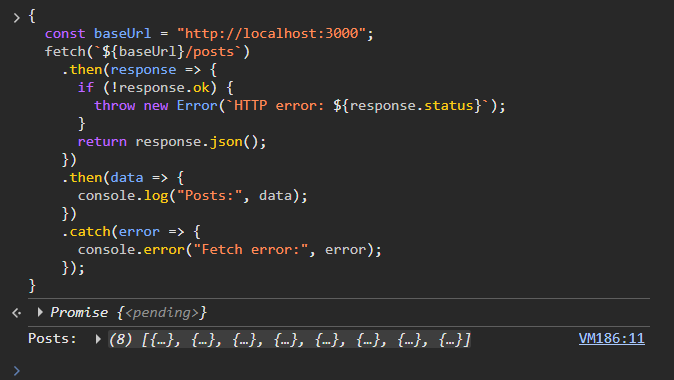 {
  const baseUrl = "http://localhost:3000";
  fetch(`${baseUrl}/posts`)
    .then(response => {
      if (!response.ok) {
        throw new Error(`HTTP error: ${response.status}`);
      }
      return response.json();
    })
    .then(data => {
      console.log("Posts:", data);
    })
    .catch(error => {
      console.error("Fetch error:", error);
    });
}
Promise {<pending>}
Posts: (8) [{…}, {…}, {…}, {…}, {…}, {…}, {…}, {…}] VM186:11